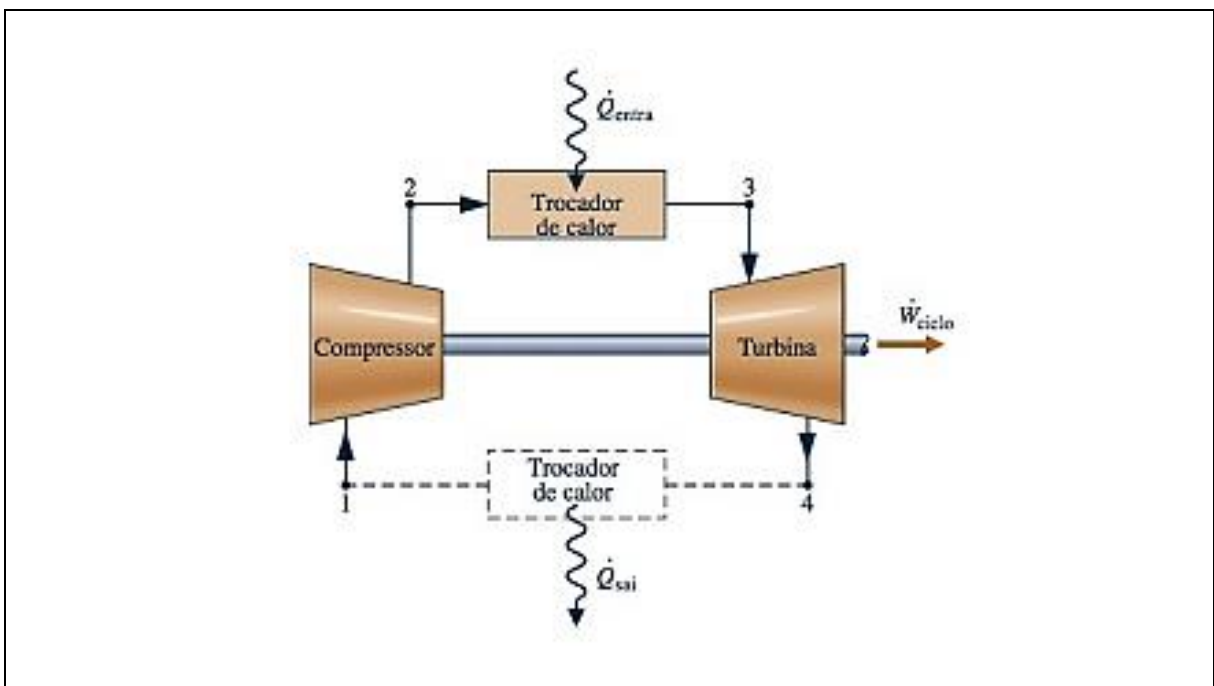 Q̇entra
2
Trocador
de calor
3
Compressor
Turbina
Ẇciclo
1
Trocador
de calor
4
Q̇sai